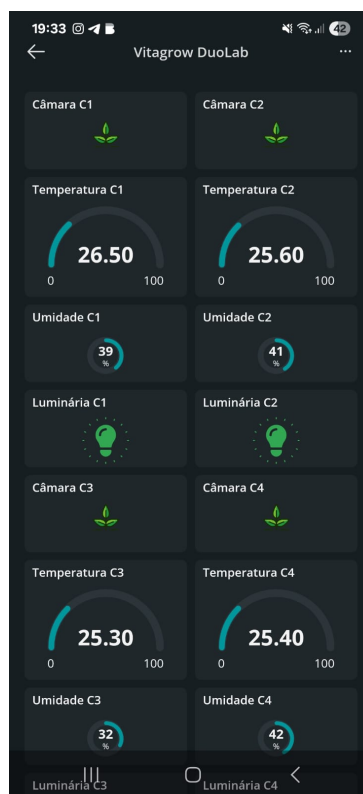 19:33 42
Vitagrow DuoLab
Câmara C1 Câmara C2
Temperatura C1 Temperatura C2
26.50 25.60
0 100 0 100
Umidade C1 Umidade C2
39 41
% %
Luminária C1 Luminária C2
Câmara C3 Câmara C4
Temperatura C3 Temperatura C4
25.30 25.40
0 100 0 100
Umidade C3 Umidade C4
32 42
% %
Luminária C3 Luminária C4